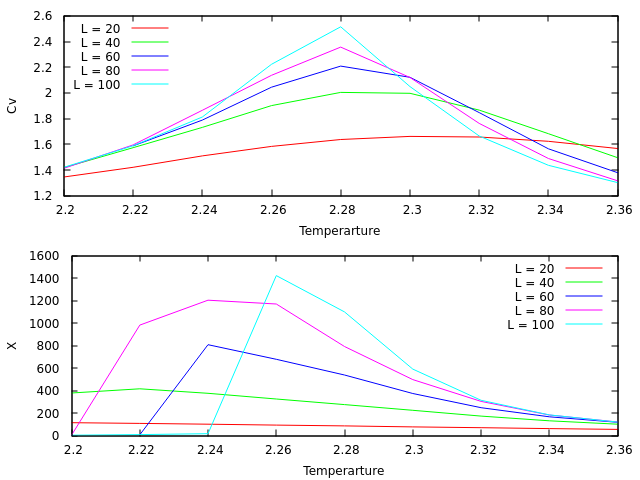 2.6
2.4
2.2
2
1.8
1.6
1.4
1.2
Cv
L = 20
L = 40
L = 60
L = 80
L = 100
2.2 2.22 2.24 2.26 2.28 2.3 2.32 2.34 2.36
Temperarture
1600
1400
1200
1000
800
600
400
200
0
X
L = 20
L = 40
L = 60
L = 80
L = 100
2.2 2.22 2.24 2.26 2.28 2.3 2.32 2.34 2.36
Temperarture